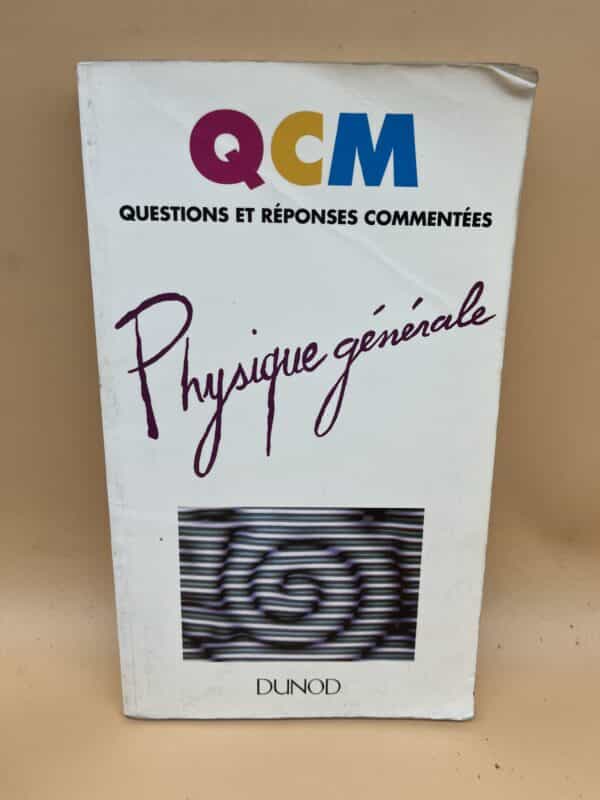 QCM
QUESTIONS ET RÉPONSES COMMENTÉES
Physique générale
DUNOD